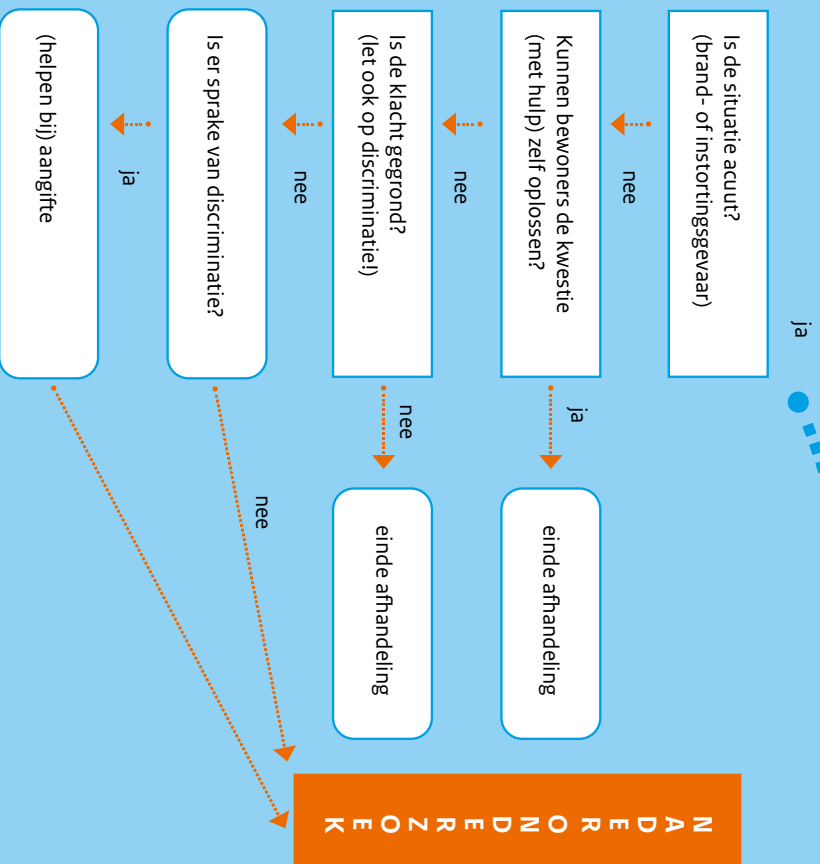 ja
Is de situatie acuut?
(brand- of instortingsgevaar)
nee
Kunnen bewoners de kwestie
(met hulp) zelf oplossen?
ja
einde afhandeling
nee
Is de klacht gegrond?
(let ook op discriminatie!)
nee
einde afhandeling
nee
Is er sprake van discriminatie?
nee
ja
(helpen bij) aangifte
NADER ONDERZOEK